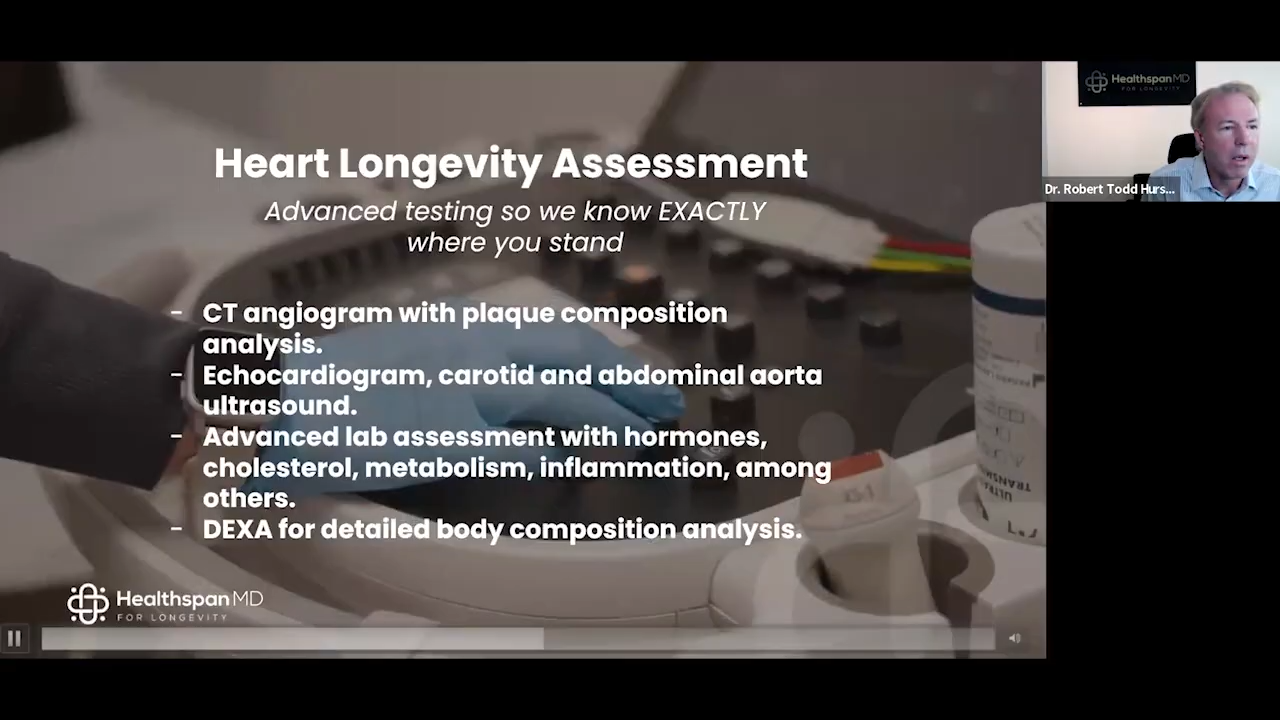 Heart Longevity Assessment
Advanced testing so we know EXACTLY
where you stand
- CT angiogram with plaque composition
analysis.
- Echocardiogram, carotid and abdominal aorta
ultrasound.
- Advanced lab assessment with hormones,
cholesterol, metabolism, inflammation, among
others.
- DEXA for detailed body composition analysis.
HealthspanMD
FOR LONGEVITY
HealthspanMD
FOR LONGEVITY
Dr. Robert Todd Hurs...